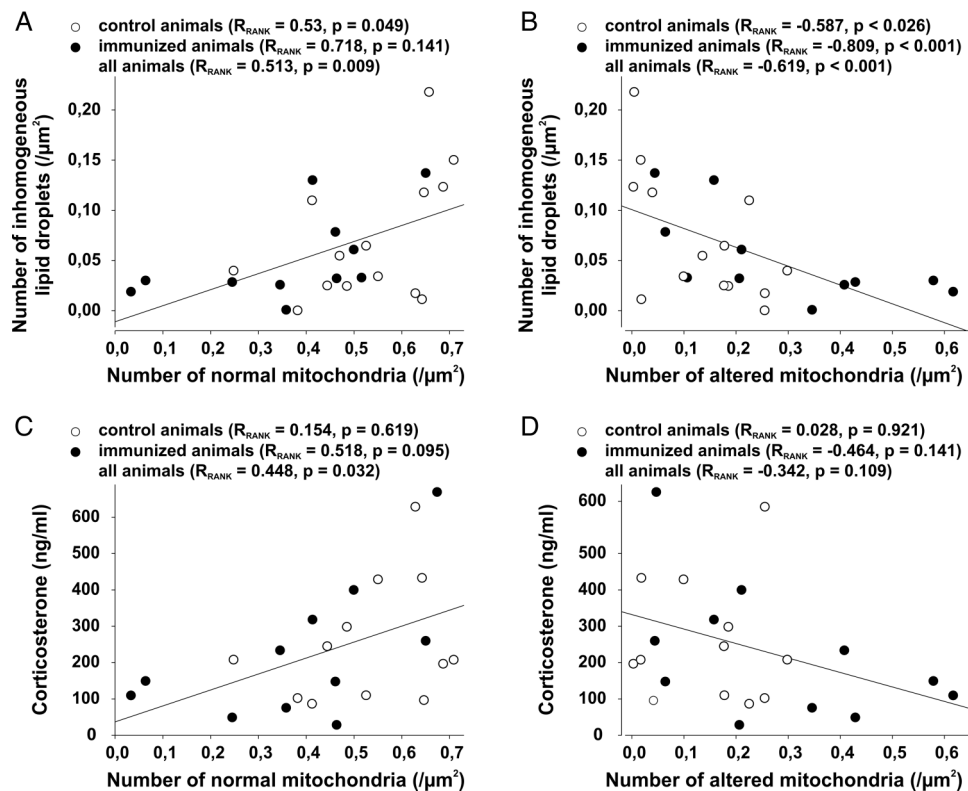 A
control animals (RRANK = 0.53, p = 0.049)
immunized animals (RRANK = 0.718, p = 0.141)
all animals (RRANK = 0.513, p = 0.009)
Number of inhomogeneous
lipid droplets (/µm²)
0,20
0,15
0,10
0,05
0,00
0,0 0,1 0,2 0,3 0,4 0,5 0,6 0,7
Number of normal mitochondria (/µm²)
B
control animals (RRANK = -0.587, p < 0.026)
immunized animals (RRANK = -0.809, p < 0.001)
all animals (RRANK = -0.619, p < 0.001)
Number of inhomogeneous
lipid droplets (/µm²)
0,20
0,15
0,10
0,05
0,00
0,0 0,1 0,2 0,3 0,4 0,5 0,6
Number of altered mitochondria (/µm²)
C
control animals (RRANK = 0.154, p = 0.619)
immunized animals (RRANK = 0.518, p = 0.095)
all animals (RRANK = 0.448, p = 0.032)
Corticosterone (ng/ml)
600
500
400
300
200
100
0
0,0 0,1 0,2 0,3 0,4 0,5 0,6 0,7
Number of normal mitochondria (/µm²)
D
control animals (RRANK = 0.028, p = 0.921)
immunized animals (RRANK = -0.464, p = 0.141)
all animals (RRANK = -0.342, p = 0.109)
Corticosterone (ng/ml)
600
500
400
300
200
100
0
0,0 0,1 0,2 0,3 0,4 0,5 0,6
Number of altered mitochondria (/µm²)